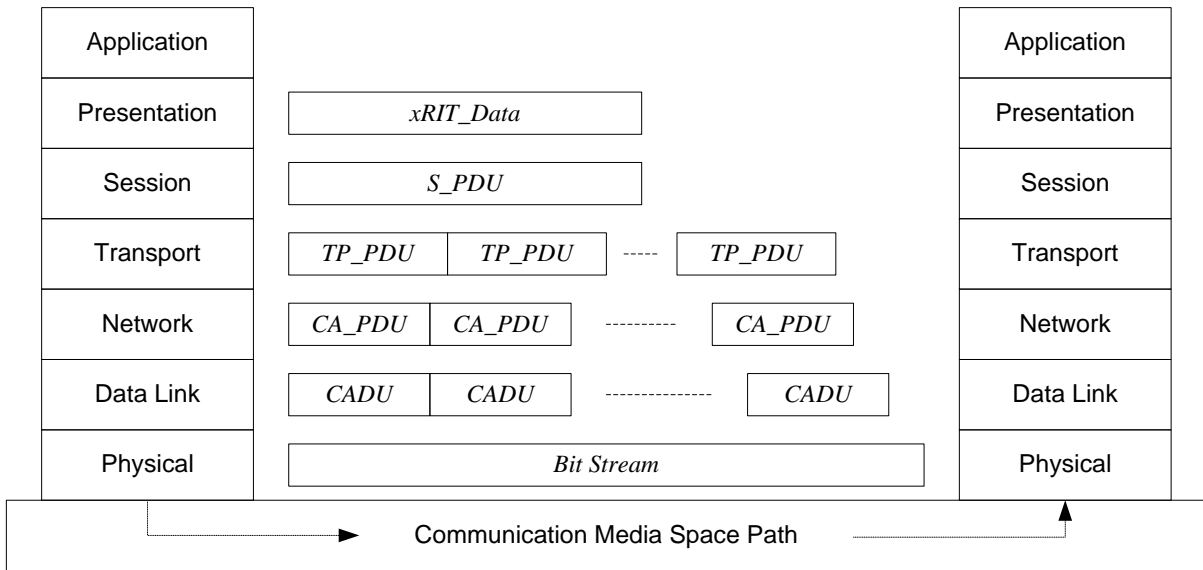 Application
Application
Presentation
xRIT_Data
Presentation
Session
S_PDU
Session
Transport
TP_PDU
TP_PDU
TP_PDU
Transport
Network
CA_PDU
CA_PDU
CA_PDU
Network
Data Link
CADU
CADU
CADU
Data Link
Physical
Bit Stream
Physical
Communication Media Space Path